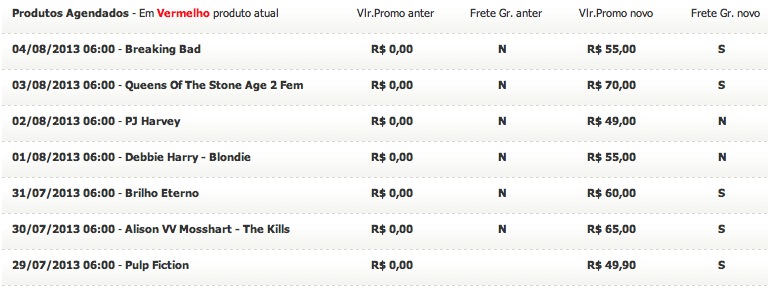 Produtos Agendados - Em Vermelho produto atual Vlr.Promo anter Frete Gr. anter Vlr.Promo novo Frete Gr. novo
04/08/2013 06:00 - Breaking Bad R$ 0,00 N R$ 55,00 S
03/08/2013 06:00 - Queens Of The Stone Age 2 Fem R$ 0,00 N R$ 70,00 S
02/08/2013 06:00 - PJ Harvey R$ 0,00 N R$ 49,00 N
01/08/2013 06:00 - Debbie Harry - Blondie R$ 0,00 N R$ 55,00 N
31/07/2013 06:00 - Brilho Eterno R$ 0,00 N R$ 60,00 S
30/07/2013 06:00 - Alison VV Mosshart - The Kills R$ 0,00 N R$ 65,00 S
29/07/2013 06:00 - Pulp Fiction R$ 0,00 R$ 49,90 S